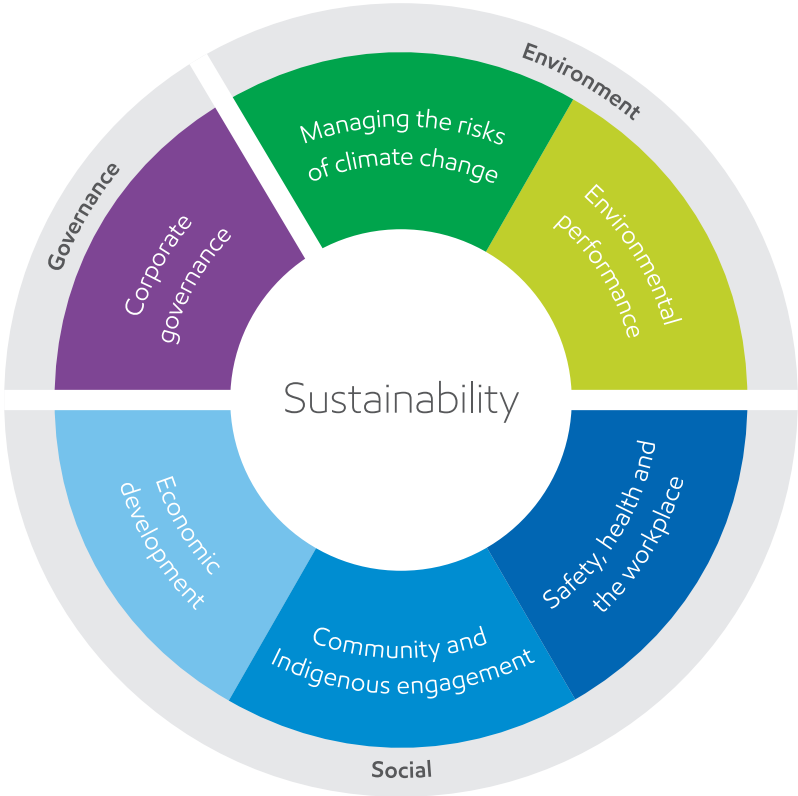 Environment
Managing the risks
of climate change
Environmental
performance
Governance
Corporate
governance
Sustainability
Safety, health and
the workplace
Economic
development
Community and
Indigenous engagement
Social